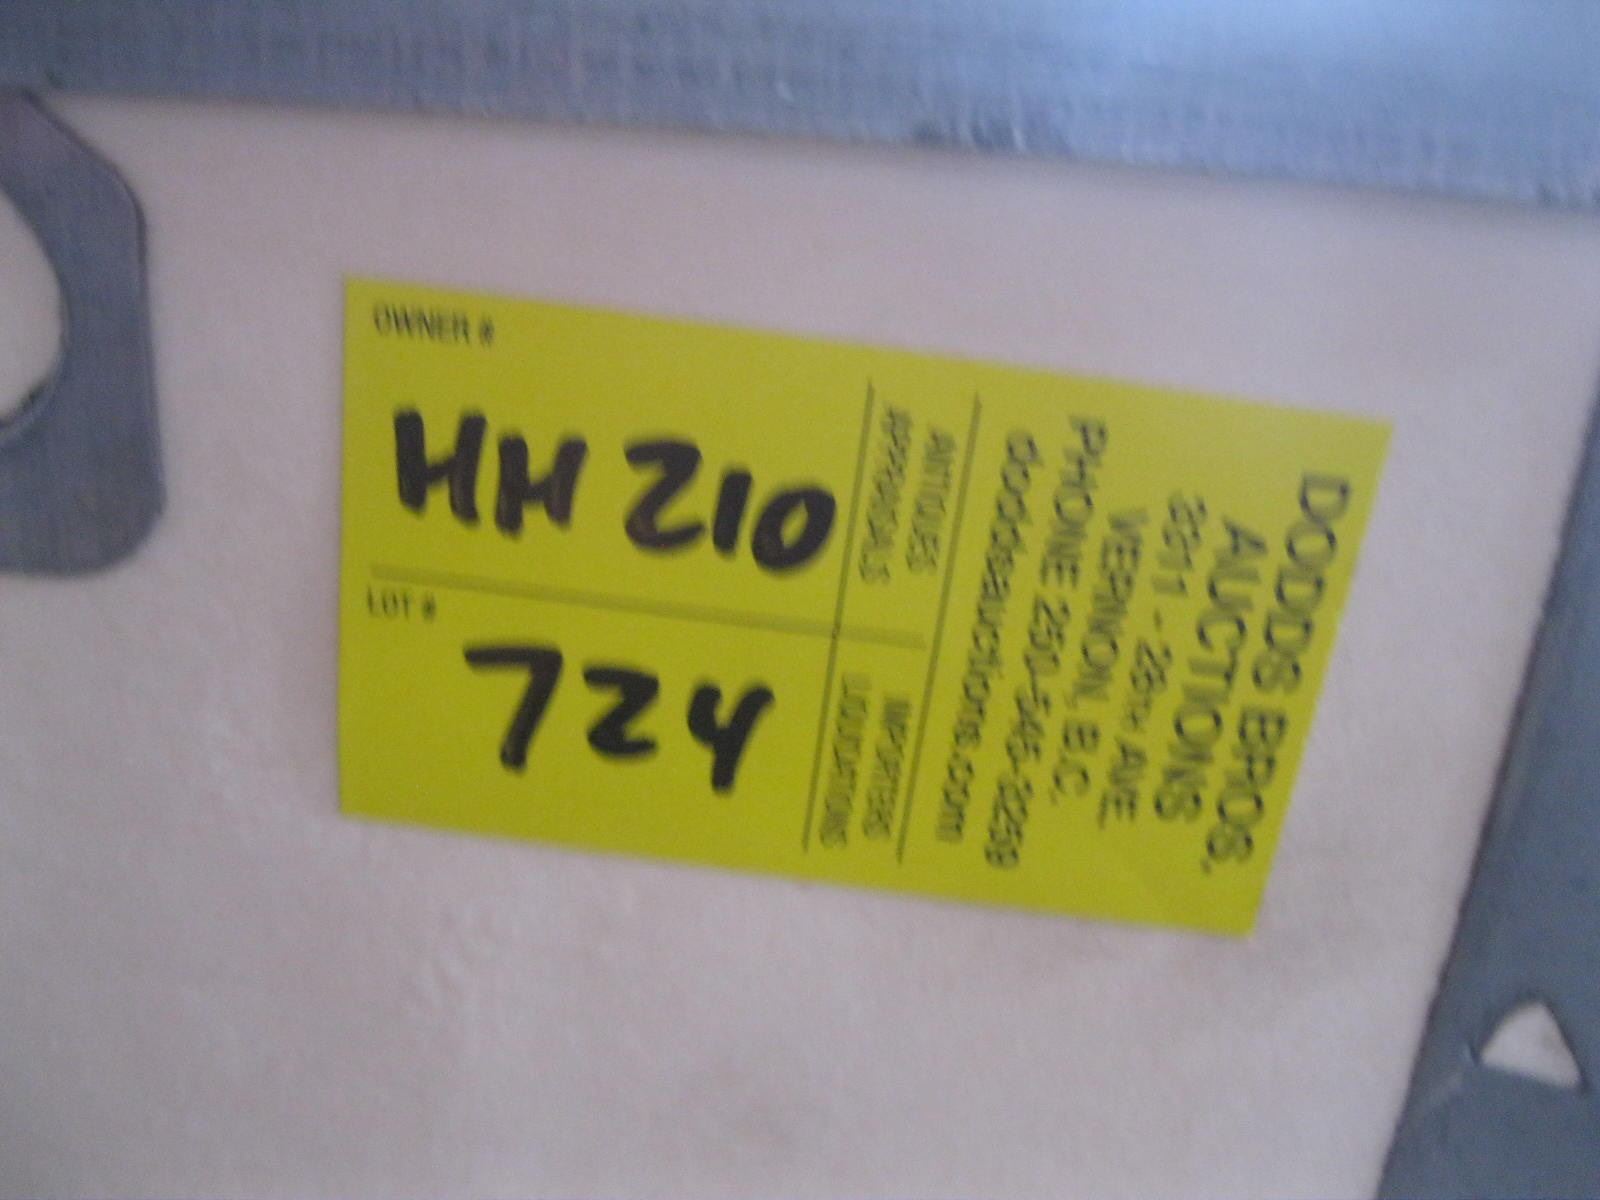 OWNER #
HH 210
LOT #
724
ANTIQUES
APPRAISALS
IMPORTERS
LIQUIDATIONS
DODDS BROS.
AUCTIONS
3311 - 28TH AVE.
VERNON, B.C.
PHONE 250-545-3259
doddsauctions.com